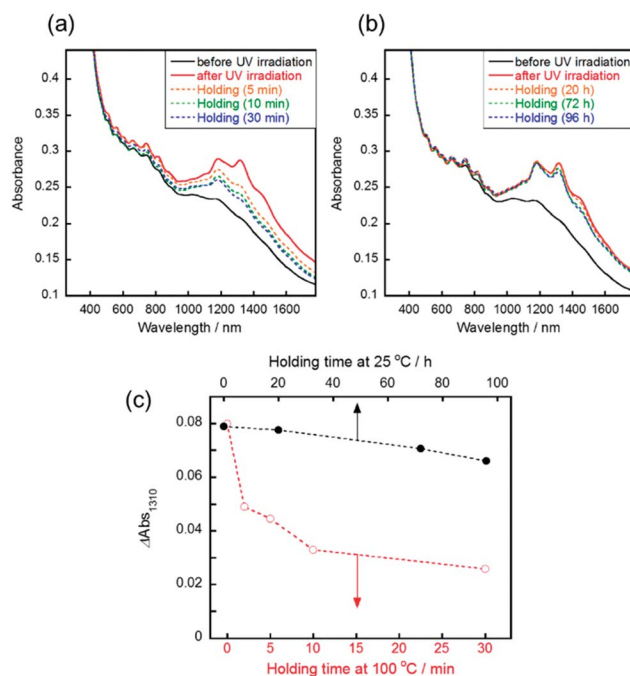 (a)
before UV irradiation
after UV irradiation
Holding (5 min)
Holding (10 min)
Holding (30 min)
0.4
0.35
0.3
0.25
0.2
0.15
0.1
Absorbance
400 600 800 1000 1200 1400 1600
Wavelength / nm
(b)
before UV irradiation
after UV irradiation
Holding (20 h)
Holding (72 h)
Holding (96 h)
0.4
0.35
0.3
0.25
0.2
0.15
0.1
Absorbance
400 600 800 1000 1200 1400 1600
Wavelength / nm
(c)
Holding time at 25 °C / h
0 20 40 60 80 100
0.08
0.06
0.04
0.02
0
ΔAbs1310
0 5 10 15 20 25 30
Holding time at 100 °C / min